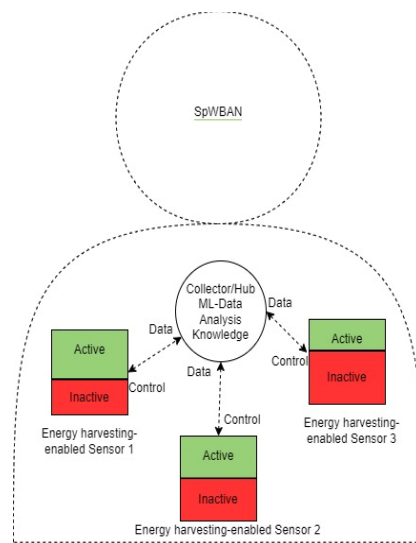 SpWBAN
Collector/Hub
ML-Data
Analysis
Knowledge
Data
Data
Data
Control
Control
Control
Active
Inactive
Energy harvesting-
enabled Sensor 1
Active
Inactive
Energy harvesting-enabled Sensor 2
Active
Inactive
Energy harvesting-
enabled Sensor 3